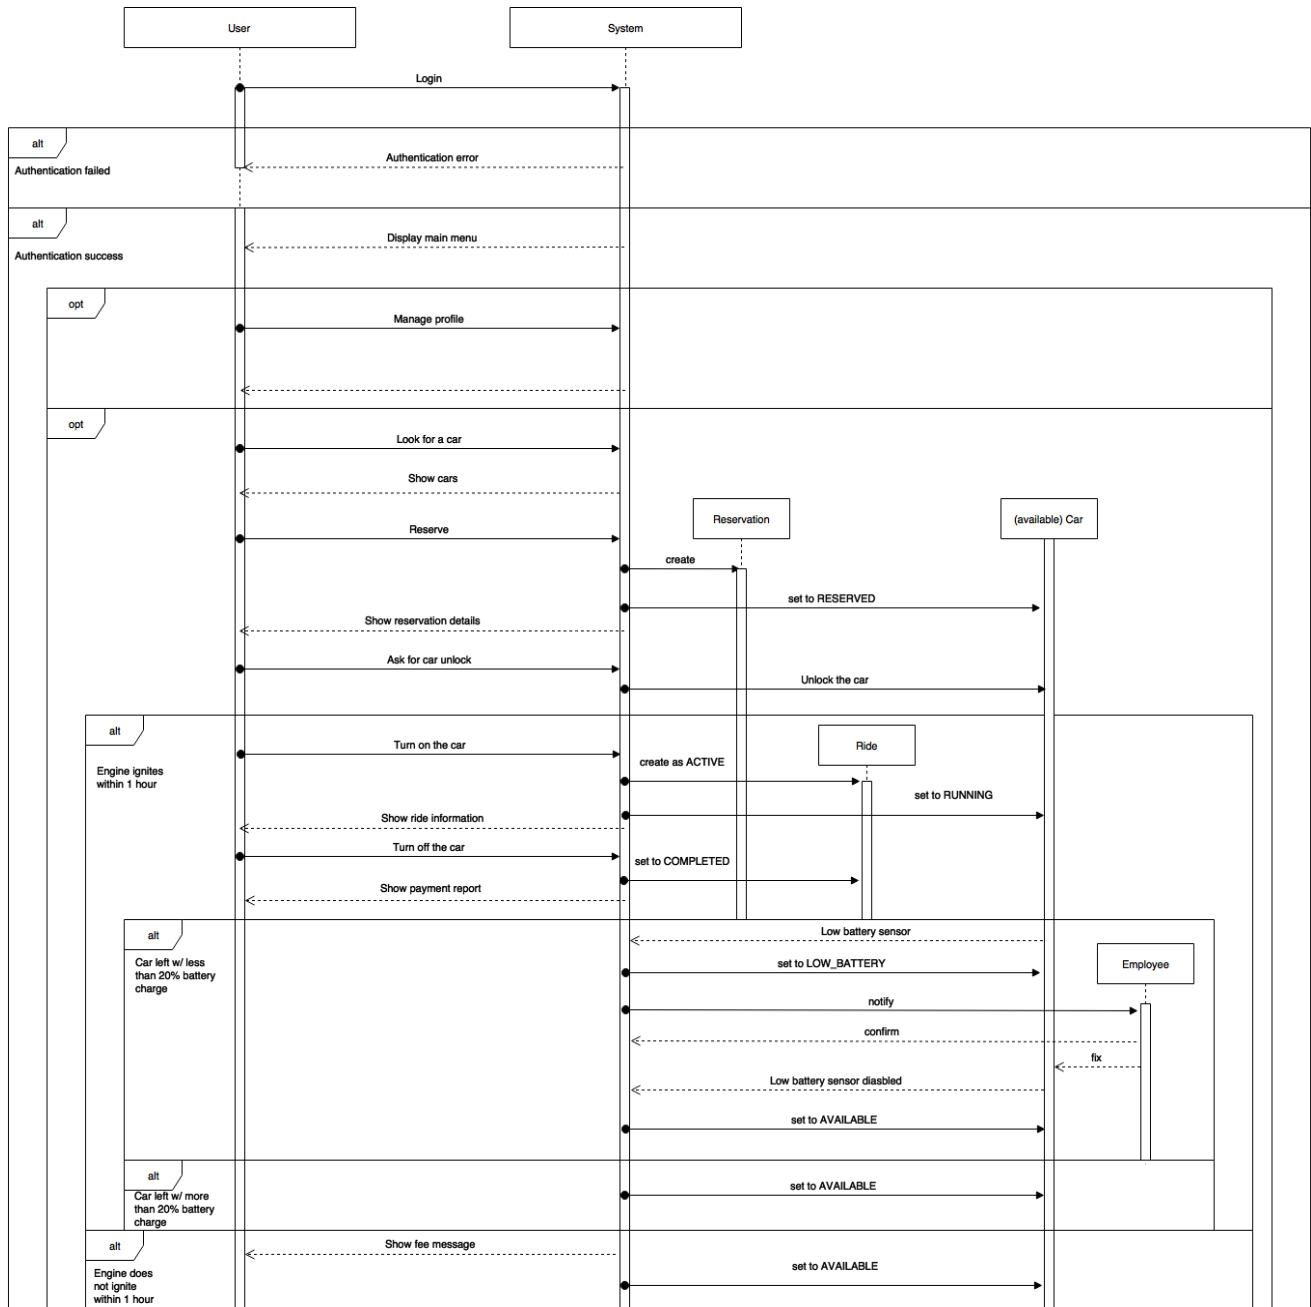 User
System
Login
alt
Authentication error
Authentication failed
alt
Display main menu
Authentication success
opt
Manage profile
opt
Look for a car
Show cars
Reservation
(available) Car
Reserve
create
set to RESERVED
Show reservation details
Ask for car unlock
Unlock the car
alt
Turn on the car
Ride
create as ACTIVE
Engine ignites
within 1 hour
set to RUNNING
Show ride information
Turn off the car
set to COMPLETED
Show payment report
alt
Low battery sensor
Car left w/ less
than 20% battery
charge
set to LOW_BATTERY
Employee
notify
confirm
fix
Low battery sensor diasbled
set to AVAILABLE
alt
set to AVAILABLE
Car left w/ more
than 20% battery
charge
alt
Show fee message
set to AVAILABLE
Engine does
not ignite
within 1 hour